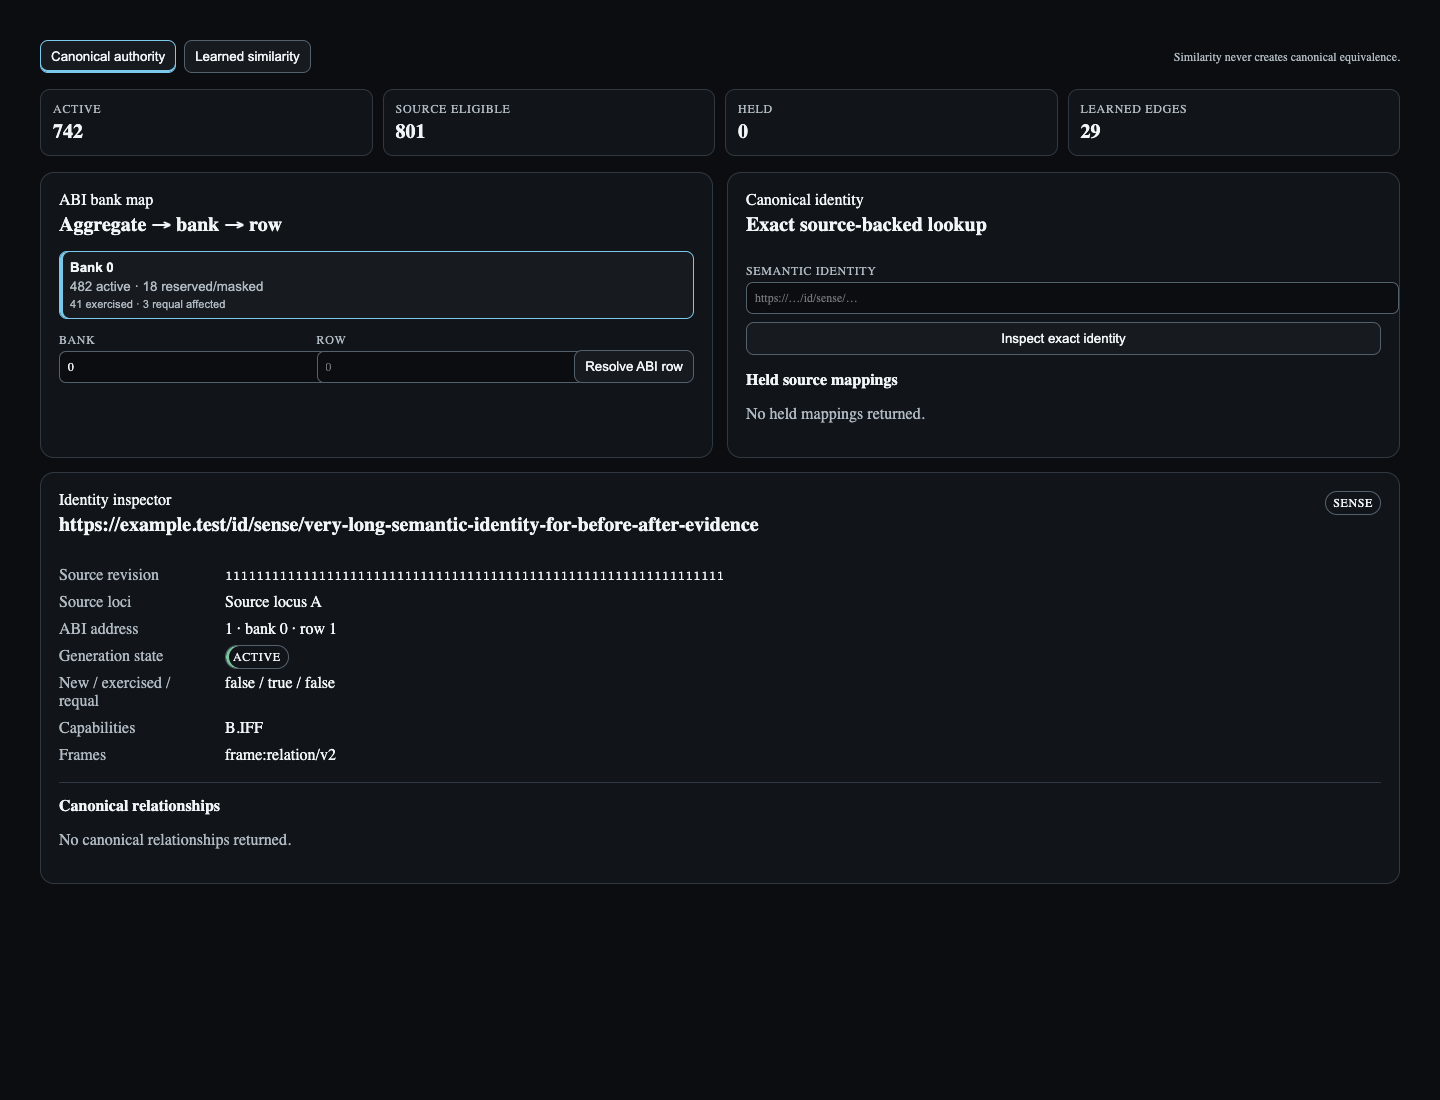 Canonical authority
Learned similarity
Similarity never creates canonical equivalence.
ACTIVE
742
SOURCE ELIGIBLE
801
HELD
0
LEARNED EDGES
29
ABI bank map
Aggregate → bank → row
Bank 0
482 active · 18 reserved/masked
41 exercised · 3 requal affected
BANK
ROW
0
0
Resolve ABI row
Canonical identity
Exact source-backed lookup
SEMANTIC IDENTITY
https://…/id/sense/…
Inspect exact identity
Held source mappings
No held mappings returned.
Identity inspector
SENSE
https://example.test/id/sense/very-long-semantic-identity-for-before-after-evidence
Source revision
1111111111111111111111111111111111111111111111111111111111111111
Source loci
Source locus A
ABI address
1 · bank 0 · row 1
Generation state
ACTIVE
New / exercised /
requal
false / true / false
Capabilities
B.IFF
Frames
frame:relation/v2
Canonical relationships
No canonical relationships returned.